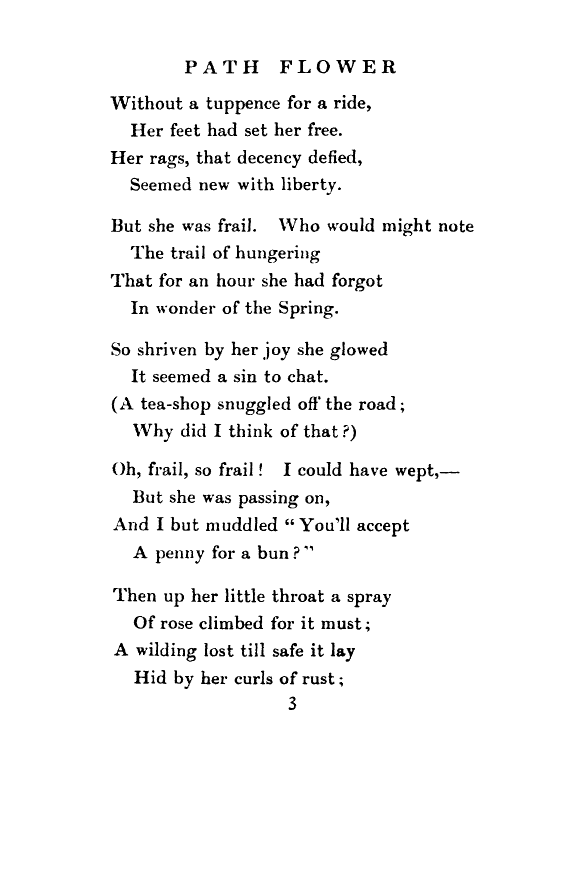 PATH FLOWER
Without a tuppence for a ride,
Her feet had set her free.
Her rags, that decency defied,
Seemed new with liberty.
But she was frail. Who would might note
The trail of hungering
That for an hour she had forgot
In wonder of the Spring.
So shriven by her joy she glowed
It seemed a sin to chat.
(A tea-shop snuggled off the road;
Why did I think of that?)
Oh, frail, so frail! I could have wept,—
But she was passing on,
And I but muddled “You'll accept
A penny for a bun?”
Then up her little throat a spray
Of rose climbed for it must;
A wilding lost till safe it lay
Hid by her curls of rust;
3